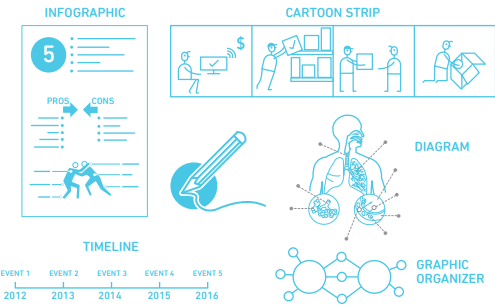 INFOGRAPHIC
5
PROS
CONS
CARTOON STRIP
$
DIAGRAM
TIMELINE
EVENT 1 EVENT 2 EVENT 3 EVENT 4 EVENT 5
2012 2013 2014 2015 2016
GRAPHIC
ORGANIZER